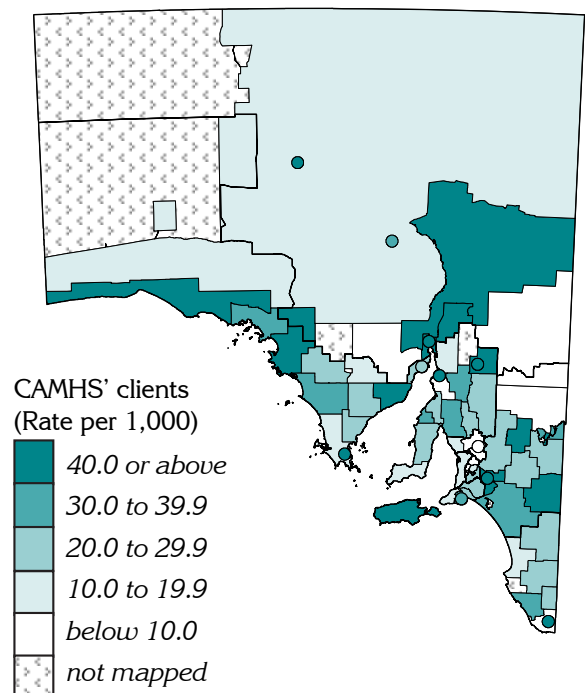 CAMHS' clients
(Rate per 1,000)
40.0 or above
30.0 to 39.9
20.0 to 29.9
10.0 to 19.9
below 10.0
not mapped